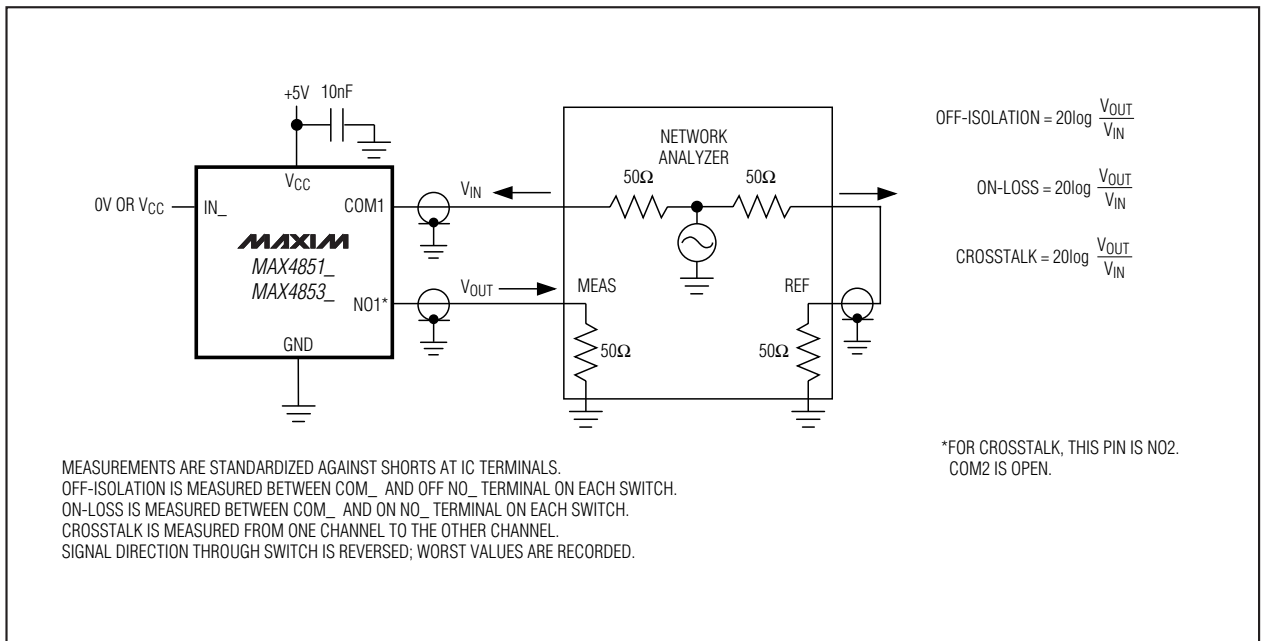 +5V 10nF
VCC
0V OR VCC
IN_
COM1
MAXIM
MAX4851_
MAX4853_
NO1*
GND
VIN
VOUT
NETWORK
ANALYZER
50Ω
50Ω
MEAS
REF
50Ω
50Ω
OFF-ISOLATION = 20log VOUT
VIN
ON-LOSS = 20log VOUT
VIN
CROSSTALK = 20log VOUT
VIN
*FOR CROSSTALK, THIS PIN IS NO2.
COM2 IS OPEN.
MEASUREMENTS ARE STANDARDIZED AGAINST SHORTS AT IC TERMINALS.
OFF-ISOLATION IS MEASURED BETWEEN COM_ AND OFF NO_ TERMINAL ON EACH SWITCH.
ON-LOSS IS MEASURED BETWEEN COM_ AND ON NO_ TERMINAL ON EACH SWITCH.
CROSSTALK IS MEASURED FROM ONE CHANNEL TO THE OTHER CHANNEL.
SIGNAL DIRECTION THROUGH SWITCH IS REVERSED; WORST VALUES ARE RECORDED.